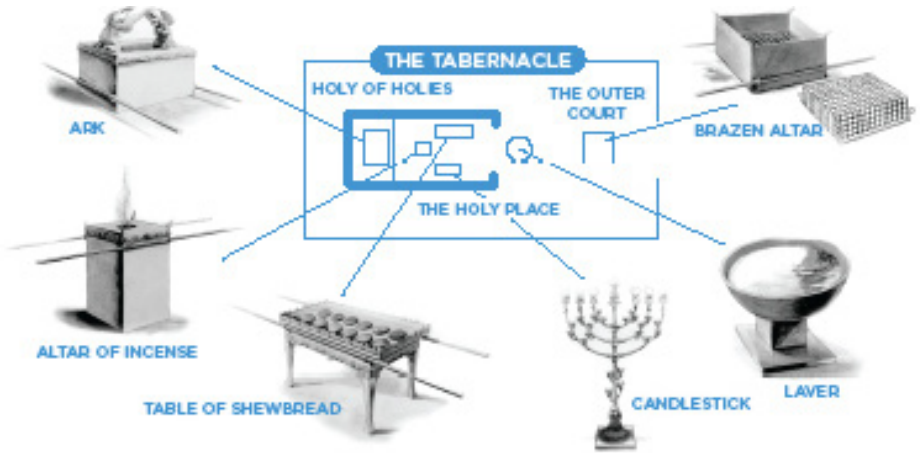 THE TABERNACLE
HOLY OF HOLIES
THE OUTER
COURT
ARK
BRAZEN ALTAR
THE HOLY PLACE
ALTAR OF INCENSE
TABLE OF SHEWBREAD
CANDLESTICK
LAVER